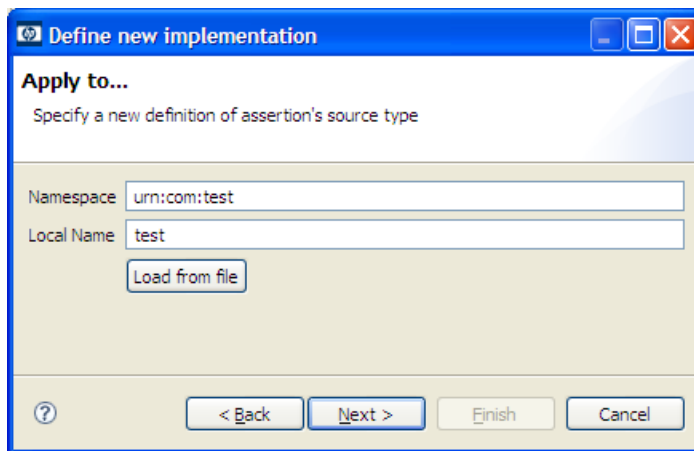 Define new implementation
Apply to...
Specify a new definition of assertion's source type
Namespace urn:com:test
Local Name test
Load from file
? < Back Next > Finish Cancel